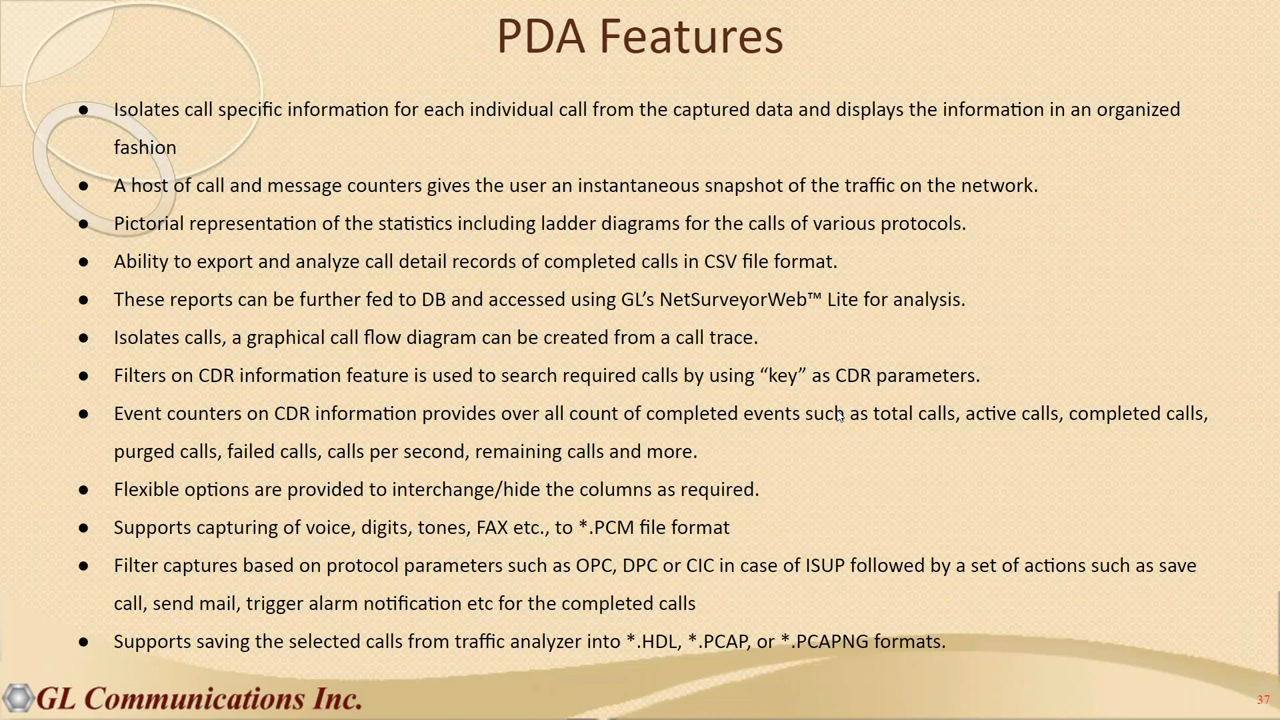 PDA Features
● Isolates call specific information for each individual call from the captured data and displays the information in an organized
fashion
● A host of call and message counters gives the user an instantaneous snapshot of the traffic on the network.
● Pictorial representation of the statistics including ladder diagrams for the calls of various protocols.
● Ability to export and analyze call detail records of completed calls in CSV file format.
● These reports can be further fed to DB and accessed using GL’s NetSurveyorWeb™ Lite for analysis.
● Isolates calls, a graphical call flow diagram can be created from a call trace.
● Filters on CDR information feature is used to search required calls by using “key” as CDR parameters.
● Event counters on CDR information provides over all count of completed events such as total calls, active calls, completed calls,
purged calls, failed calls, calls per second, remaining calls and more.
● Flexible options are provided to interchange/hide the columns as required.
● Supports capturing of voice, digits, tones, FAX etc., to *.PCM file format
● Filter captures based on protocol parameters such as OPC, DPC or CIC in case of ISUP followed by a set of actions such as save
call, send mail, trigger alarm notification etc for the completed calls
● Supports saving the selected calls from traffic analyzer into *.HDL, *.PCAP, or *.PCAPNG formats.
GL Communications Inc.
37